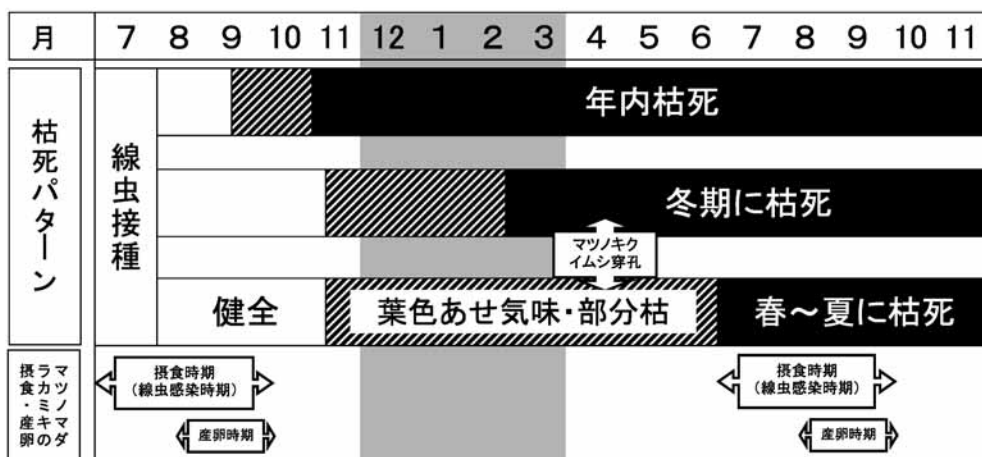 月 7 8 9 10 11 12 1 2 3 4 5 6 7 8 9 10 11
枯死パターン
線虫接種
年内枯死
冬期に枯死
マツノキク
イムシ穿孔
健全
葉色あせ気味・部分枯
春～夏に枯死
マツノマダ
ラカミキリの
摂食・産卵
摂食時期
(線虫感染時期)
産卵時期
摂食時期
(線虫感染時期)
産卵時期